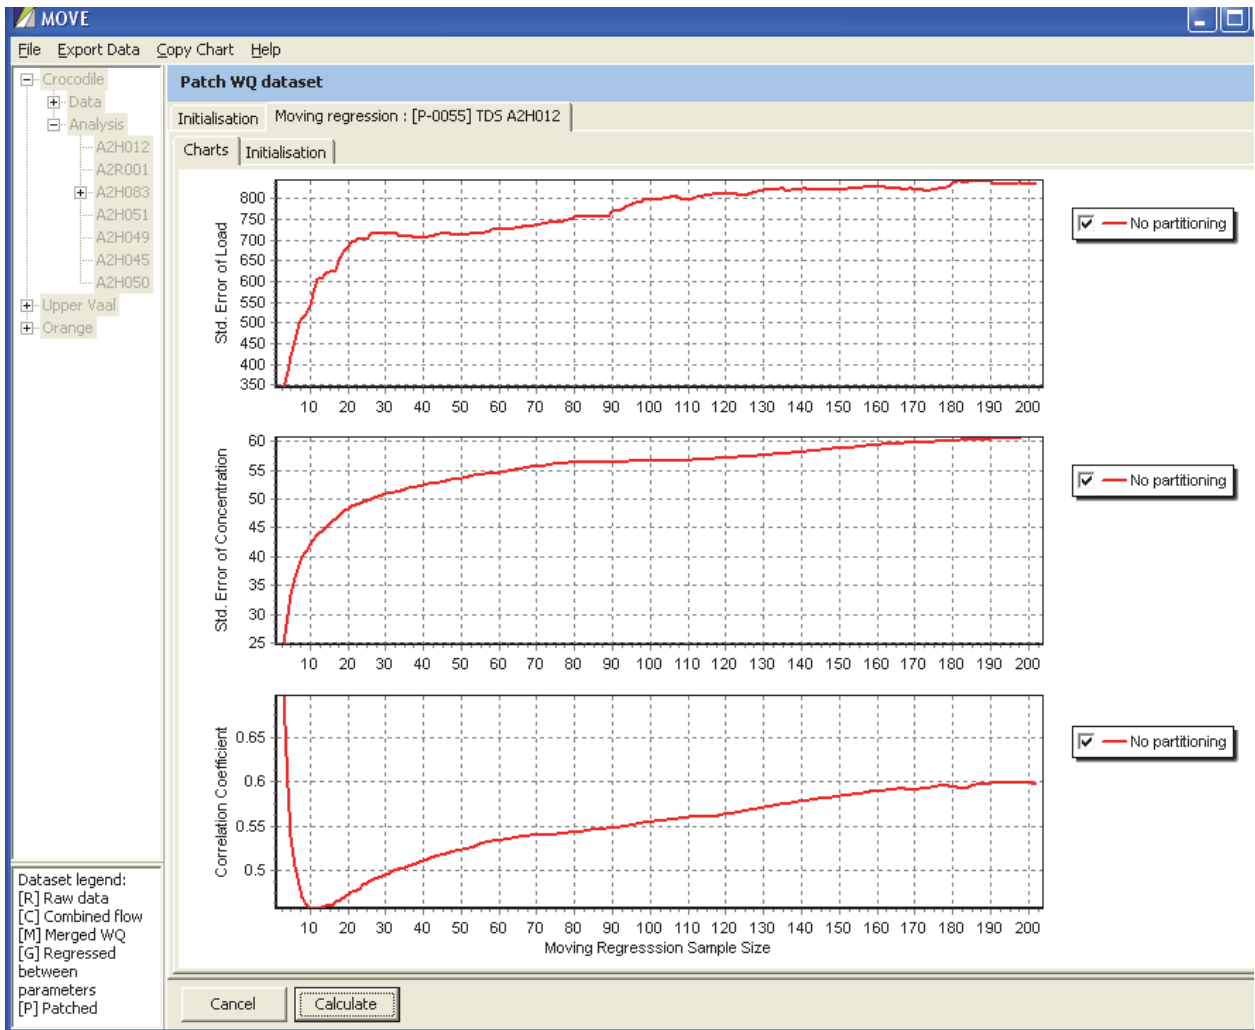 MOVE
File Export Data Copy Chart Help
Crocodile
Data
Analysis
A2H012
A2R001
A2H083
A2H051
A2H049
A2H045
A2H050
Upper Vaal
Orange
Dataset legend:
[R] Raw data
[C] Combined flow
[M] Merged WQ
[G] Regressed
between
parameters
[P] Patched
Patch WQ dataset
Initialisation Moving regression : [P-0055] TDS A2H012
Charts Initialisation
Std. Error of Load
800
750
700
650
600
550
500
450
400
350
10 20 30 40 50 60 70 80 90 100 110 120 130 140 150 160 170 180 190 200
No partitioning
Std. Error of Concentration
60
55
50
45
40
35
30
25
10 20 30 40 50 60 70 80 90 100 110 120 130 140 150 160 170 180 190 200
No partitioning
Correlation Coefficient
0.65
0.6
0.55
0.5
10 20 30 40 50 60 70 80 90 100 110 120 130 140 150 160 170 180 190 200
Moving Regresssion Sample Size
No partitioning
Cancel Calculate